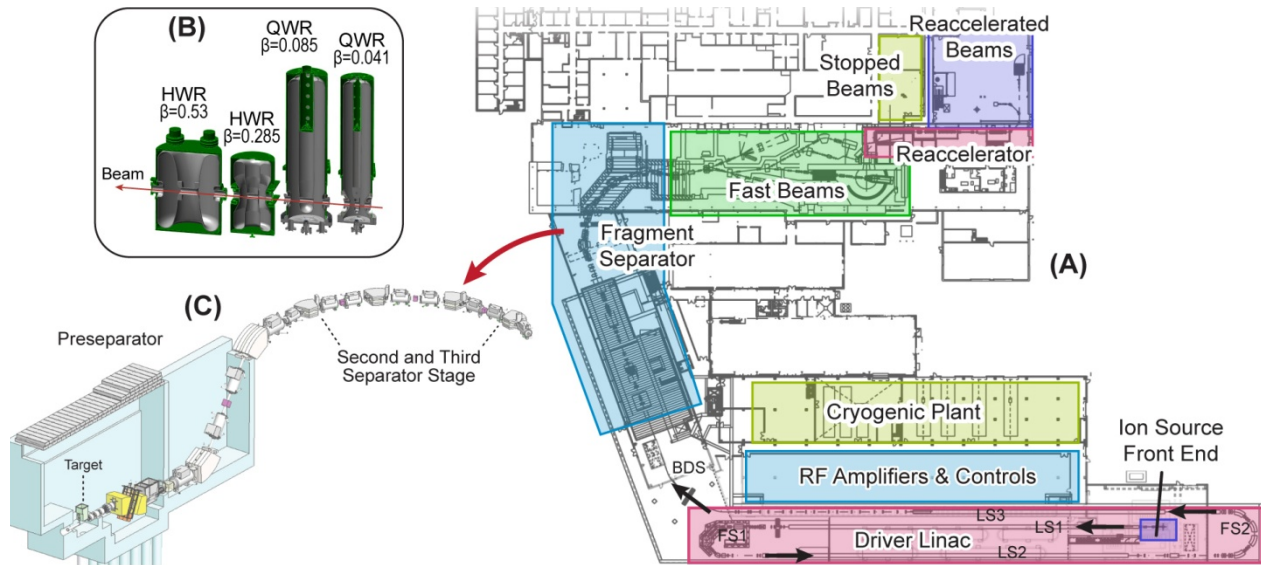 (B)
QWR
β=0.085
QWR
β=0.041
HWR
β=0.53
HWR
β=0.285
Beam
(C)
Preseparator
Target
Second and Third
Separator Stage
(A)
Stopped
Beams
Reaccelerated
Beams
Reaccelerator
Fast Beams
Fragment
Separator
Cryogenic Plant
Ion Source
Front End
RF Amplifiers & Controls
BDS
LS3
FS1
LS1
FS2
Driver Linac
LS2